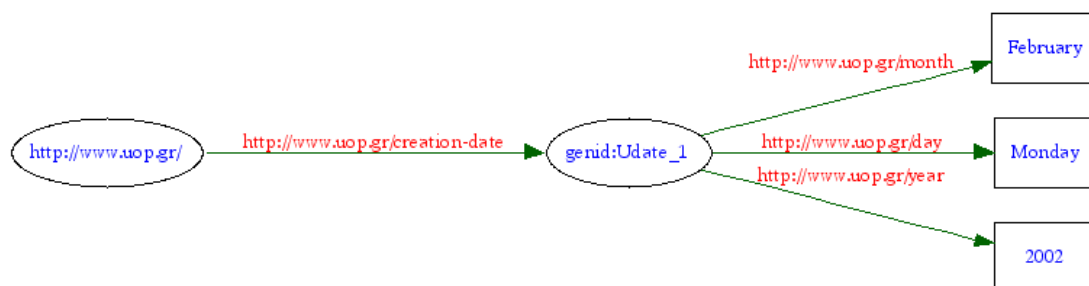 February
http://www.uop.gr/month
http://www.uop.gr/
http://www.uop.gr/creation-date
genid:Udate_1
http://www.uop.gr/day
Monday
http://www.uop.gr/year
2002